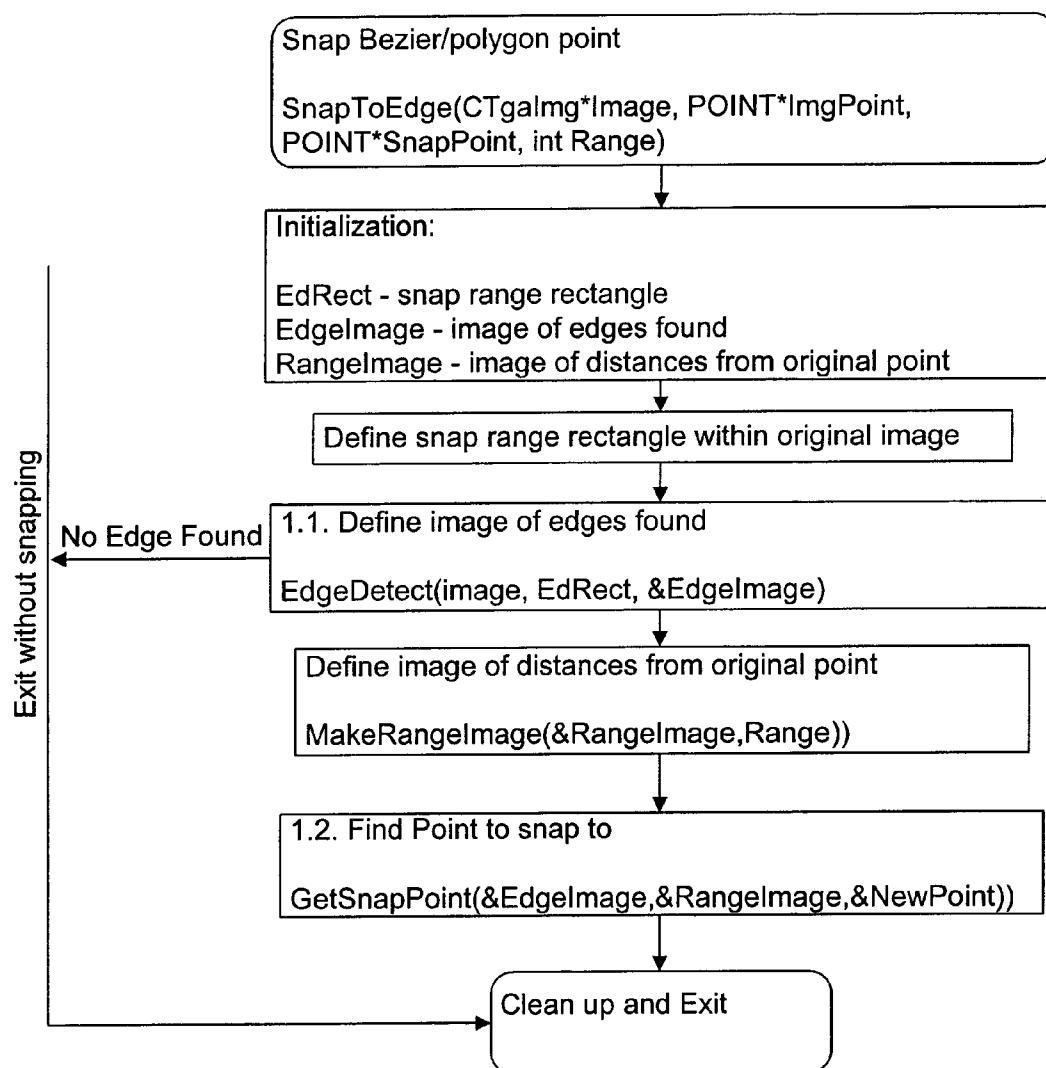 Snap Bezier/polygon point
SnapToEdge(CTgaImg*Image, POINT*ImgPoint,
POINT*SnapPoint, int Range)
Initialization:
EdRect - snap range rectangle
EdgeImage - image of edges found
RangeImage - image of distances from original point
Define snap range rectangle within original image
No Edge Found
1.1. Define image of edges found
EdgeDetect(image, EdRect, &EdgeImage)
Exit without snapping
Define image of distances from original point
MakeRangeImage(&RangeImage,Range))
1.2. Find Point to snap to
GetSnapPoint(&EdgeImage,&RangeImage,&NewPoint))
Clean up and Exit